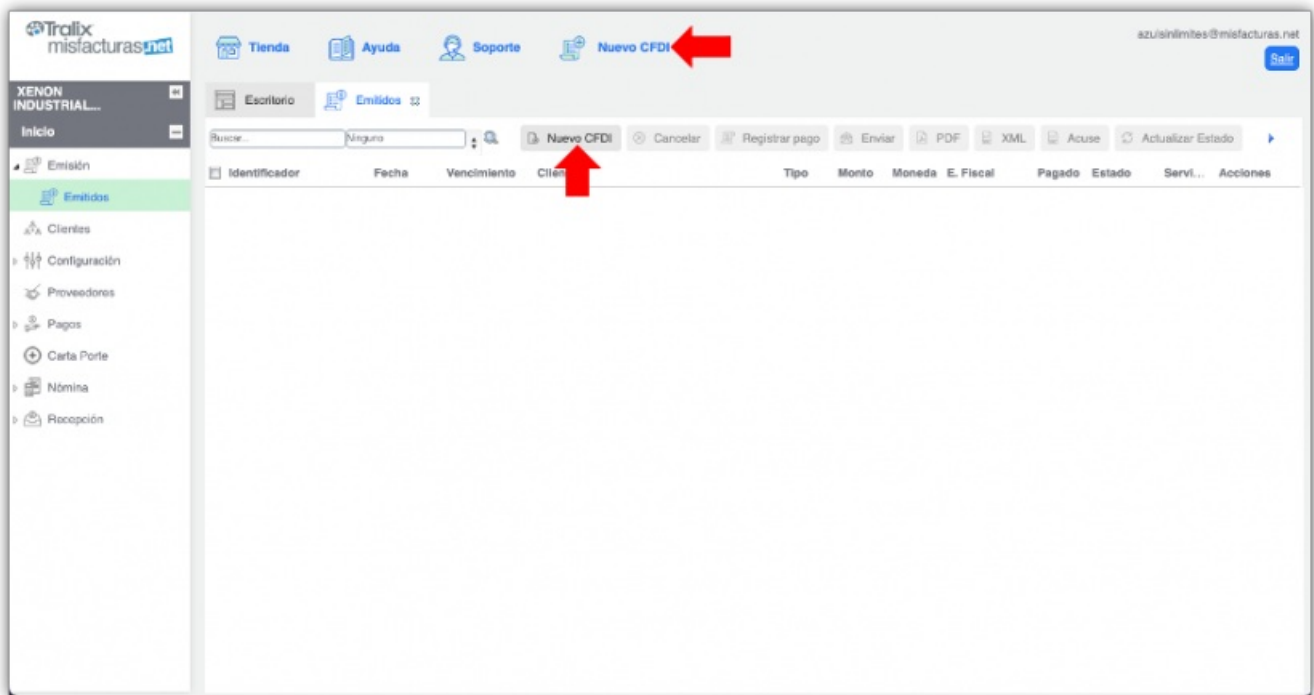 Tralix
misfacturas.net
Tienda
Ayuda
Soporte
Nuevo CFDI
azulsinlimites@misfacturas.net
Salir
XENON
INDUSTRIAL...
Inicio
Emisión
Emitidos
Clientes
Configuración
Proveedores
Pagos
Carta Porte
Nómina
Recepción
Escritorio
Emitidos
Buscar...
Ninguno
Nuevo CFDI
Cancelar
Registrar pago
Enviar
PDF
XML
Acuse
Actualizar Estado
Identificador Fecha Vencimiento Tipo Monto Moneda E. Fiscal Pagado Estado Servi... Acciones